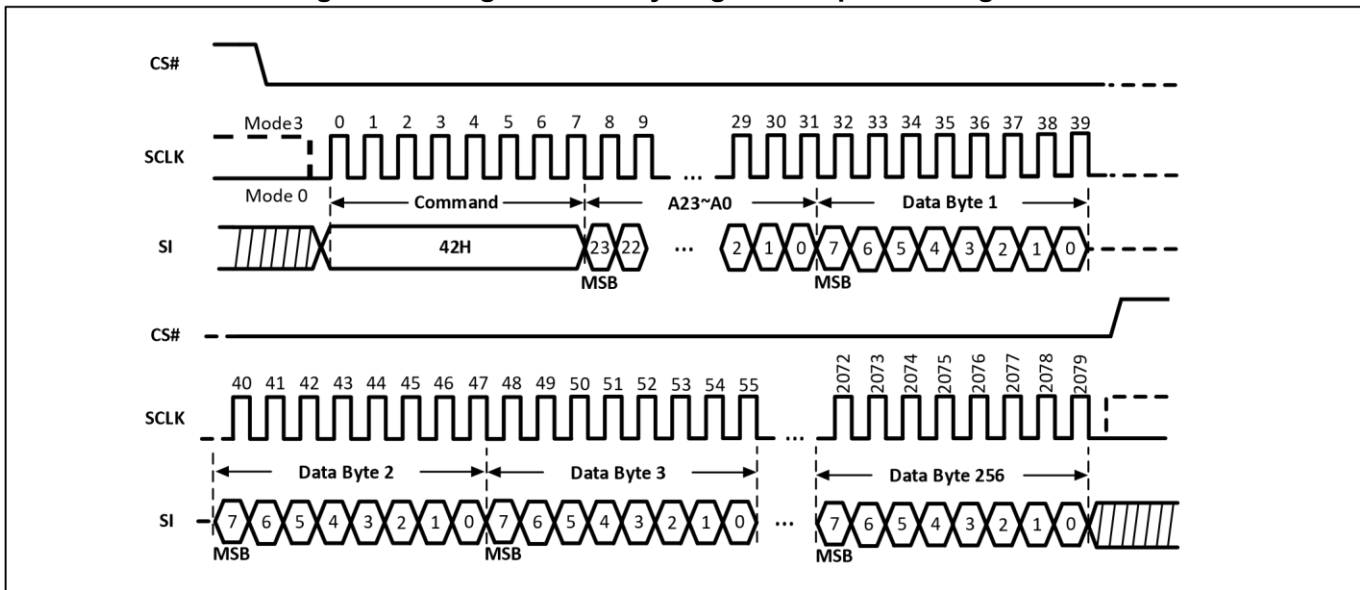 CS#
Mode3 0 1 2 3 4 5 6 7 8 9 29 30 31 32 33 34 35 36 37 38 39
SCLK ...
Mode 0 Command A23~A0 Data Byte 1
SI 42H 23 22 ... 2 1 0 7 6 5 4 3 2 1 0
MSB MSB
CS#
40 41 42 43 44 45 46 47 48 49 50 51 52 53 54 55 2072 2073 2074 2075 2076 2077 2078 2079
SCLK ...
Data Byte 2 Data Byte 3 Data Byte 256
SI 7 6 5 4 3 2 1 0 7 6 5 4 3 2 1 0 ... 7 6 5 4 3 2 1 0
MSB MSB MSB